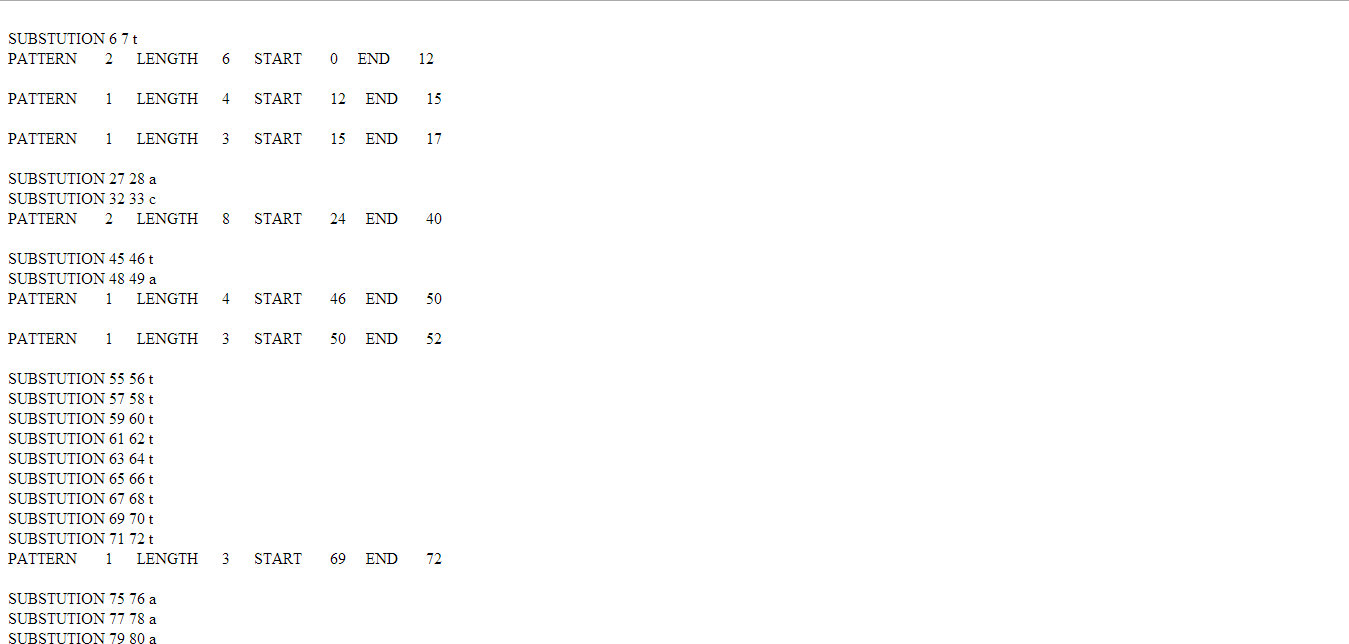 SUBSTUTION 6 7 t
PATTERN 2 LENGTH 6 START 0 END 12
PATTERN 1 LENGTH 4 START 12 END 15
PATTERN 1 LENGTH 3 START 15 END 17
SUBSTUTION 27 28 a
SUBSTUTION 32 33 c
PATTERN 2 LENGTH 8 START 24 END 40
SUBSTUTION 45 46 t
SUBSTUTION 48 49 a
PATTERN 1 LENGTH 4 START 46 END 50
PATTERN 1 LENGTH 3 START 50 END 52
SUBSTUTION 55 56 t
SUBSTUTION 57 58 t
SUBSTUTION 59 60 t
SUBSTUTION 61 62 t
SUBSTUTION 63 64 t
SUBSTUTION 65 66 t
SUBSTUTION 67 68 t
SUBSTUTION 69 70 t
SUBSTUTION 71 72 t
PATTERN 1 LENGTH 3 START 69 END 72
SUBSTUTION 75 76 a
SUBSTUTION 77 78 a
SUBSTUTION 79 80 a